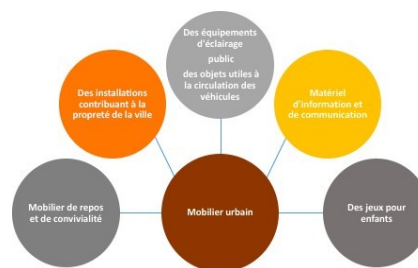 Des équipements
d'éclairage
public
des objets utiles à
la circulation des
véhicules
Des installations
contribuant à la
propreté de la ville
Matériel
d'information et
de communication
Mobilier de repos
et de convivialité
Mobilier urbain
Des jeux pour
enfants